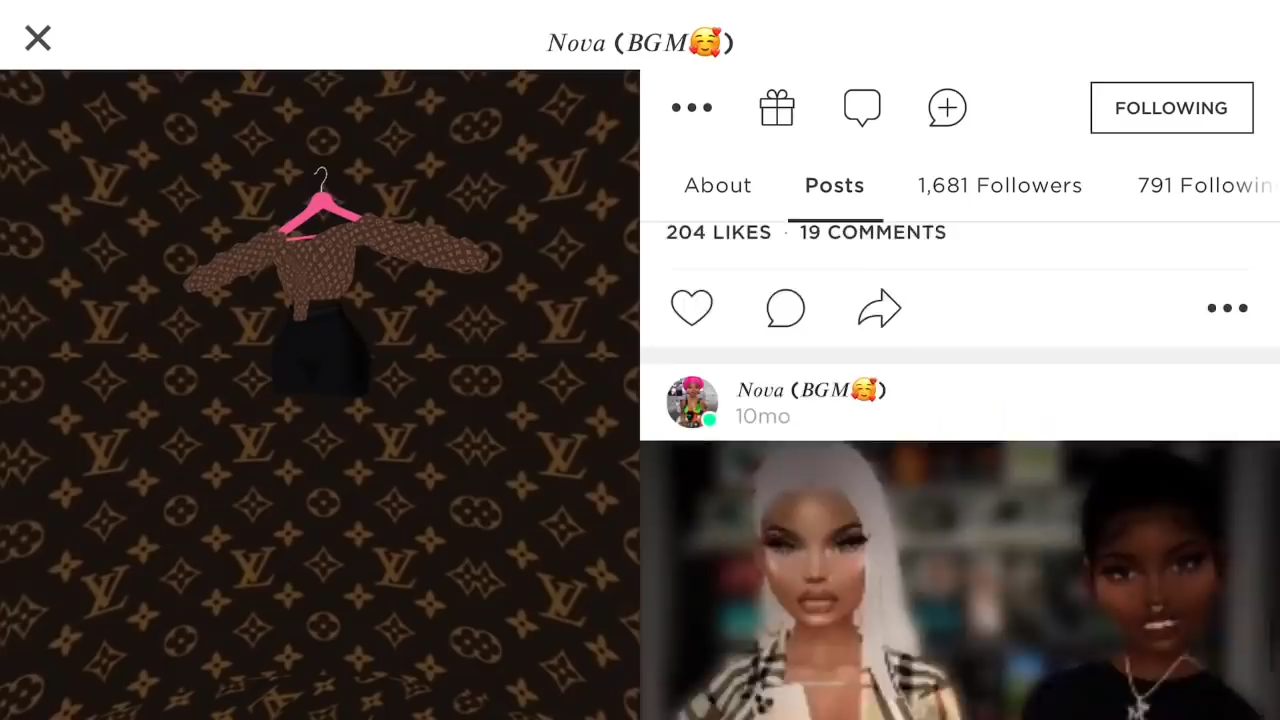 Nova (BGM🥰)
FOLLOWING
About
Posts
1,681 Followers
791 Followin
204 LIKES · 19 COMMENTS
Nova (BGM🥰)
10mo